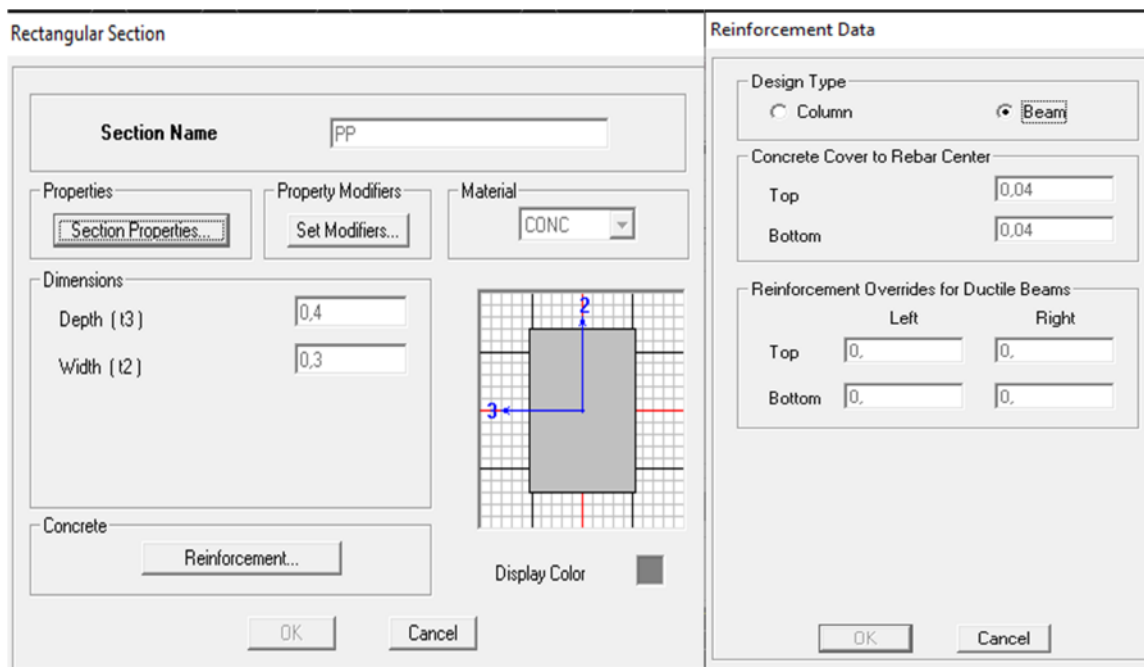 Rectangular Section
Section Name PP
Properties
Section Properties...
Property Modifiers
Set Modifiers...
Material
CONC
Dimensions
Depth ( t3 ) 0,4
Width ( t2 ) 0,3
2
3
Concrete
Reinforcement...
Display Color
OK Cancel
Reinforcement Data
Design Type
Column Beam
Concrete Cover to Rebar Center
Top 0,04
Bottom 0,04
Reinforcement Overrides for Ductile Beams
Left Right
Top 0, 0,
Bottom 0, 0,
OK Cancel